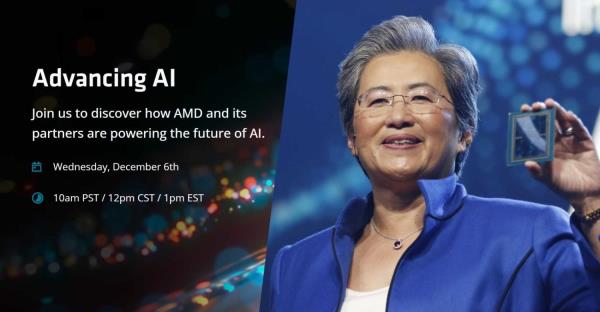 Advancing AI
Join us to discover how AMD and its
partners are powering the future of AI.
Wednesday, December 6th
10am PST / 12pm CST / 1pm EST